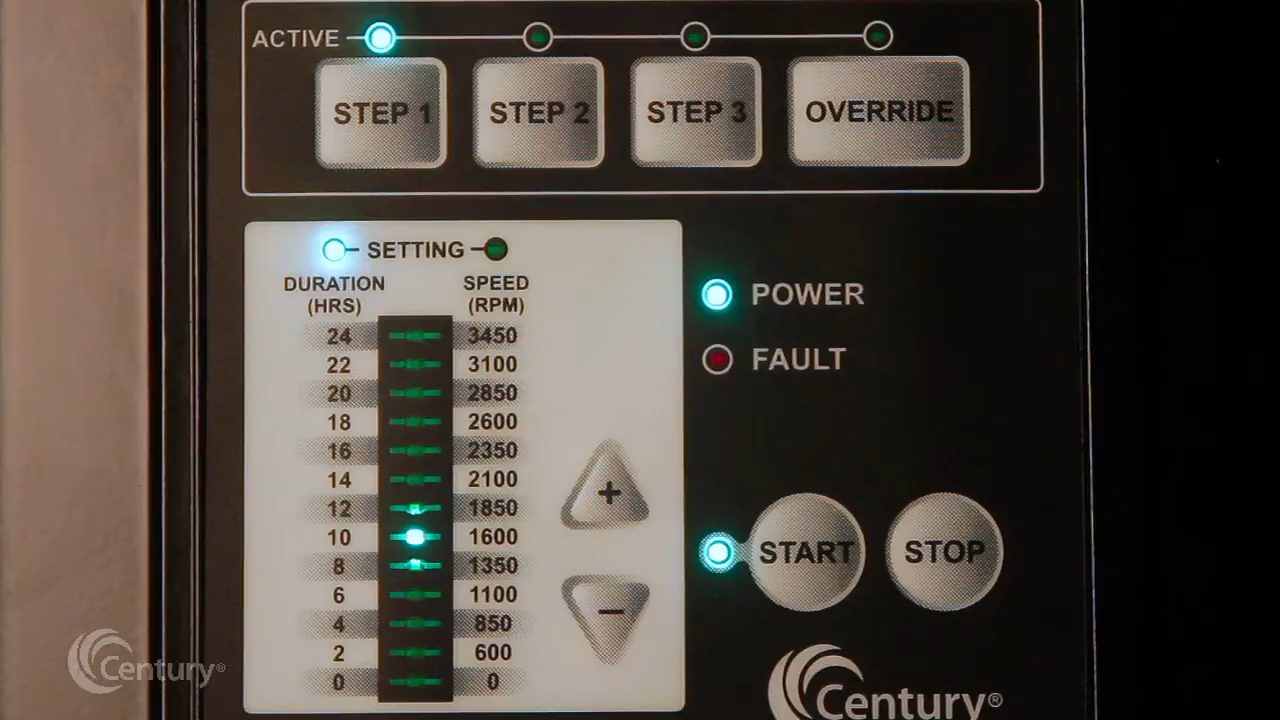 ACTIVE
STEP 1 STEP 2 STEP 3 OVERRIDE
SETTING
DURATION (HRS) SPEED (RPM)
24 3450
22 3100
20 2850
18 2600
16 2350
14 2100
12 1850
10 1600
8 1350
6 1100
4 850
2 600
0 0
+
−
POWER
FAULT
START STOP
Century®
Century®